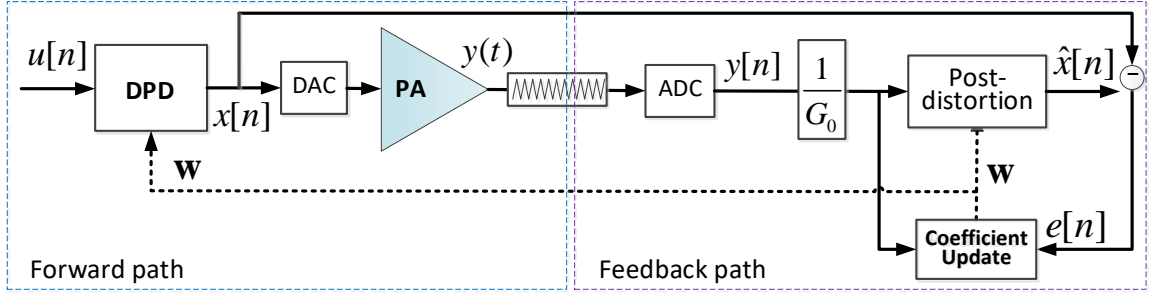 u[n]
DPD
x[n]
DAC
PA
y(t)
ADC
y[n]
1
G₀
Post-
distortion
x̂[n]
-
w
w
Coefficient
Update
e[n]
Forward path
Feedback path